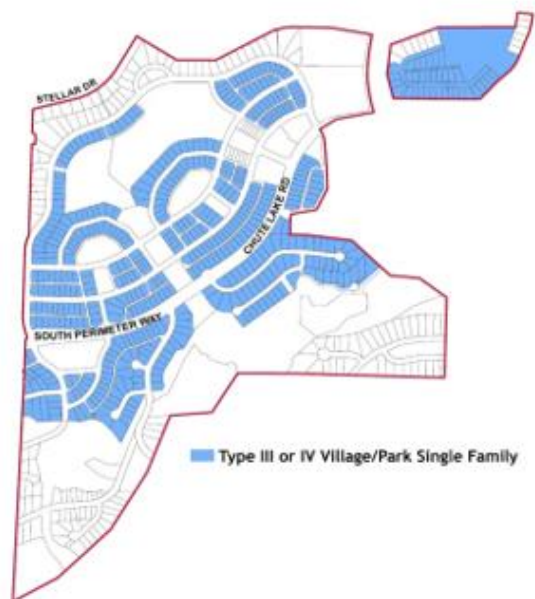 STELLAR DR
CHUTE LAKE RD
SOUTH PERIMETER WAY
Type III or IV Village/Park Single Family